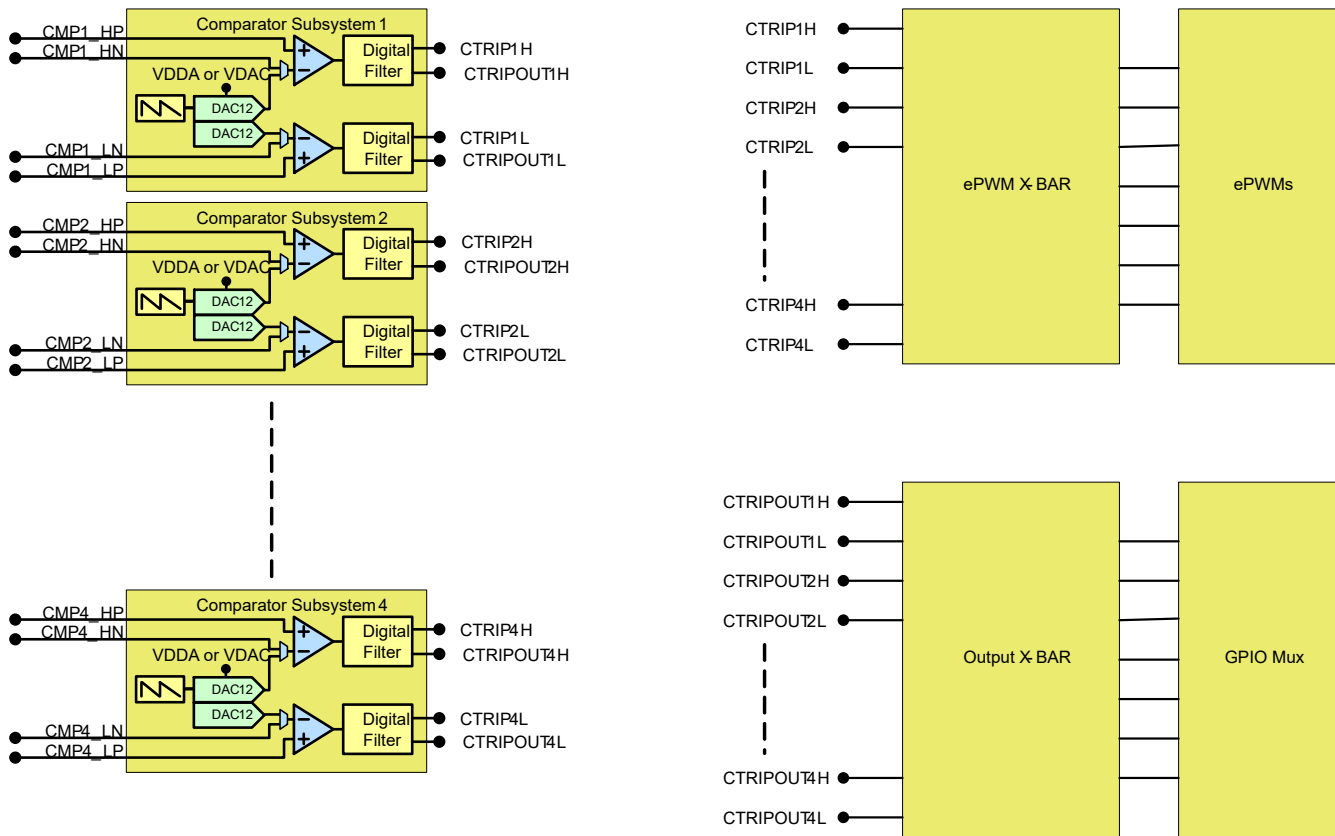 Comparator Subsystem 1
CMP1_HP
CMP1_HN
VDDA or VDAC
DAC12
DAC12
CMP1_LN
CMP1_LP
Digital
Filter
CTRIP1H
CTRIPOUT1H
Digital
Filter
CTRIP1L
CTRIPOUT1L
Comparator Subsystem 2
CMP2_HP
CMP2_HN
VDDA or VDAC
DAC12
DAC12
CMP2_LN
CMP2_LP
Digital
Filter
CTRIP2H
CTRIPOUT2H
Digital
Filter
CTRIP2L
CTRIPOUT2L
Comparator Subsystem 4
CMP4_HP
CMP4_HN
VDDA or VDAC
DAC12
DAC12
CMP4_LN
CMP4_LP
Digital
Filter
CTRIP4H
CTRIPOUT4H
Digital
Filter
CTRIP4L
CTRIPOUT4L
CTRIP1H
CTRIP1L
CTRIP2H
CTRIP2L
CTRIP4H
CTRIP4L
ePWM X-BAR
ePWMs
CTRIPOUT1H
CTRIPOUT1L
CTRIPOUT2H
CTRIPOUT2L
CTRIPOUT4H
CTRIPOUT4L
Output X-BAR
GPIO Mux